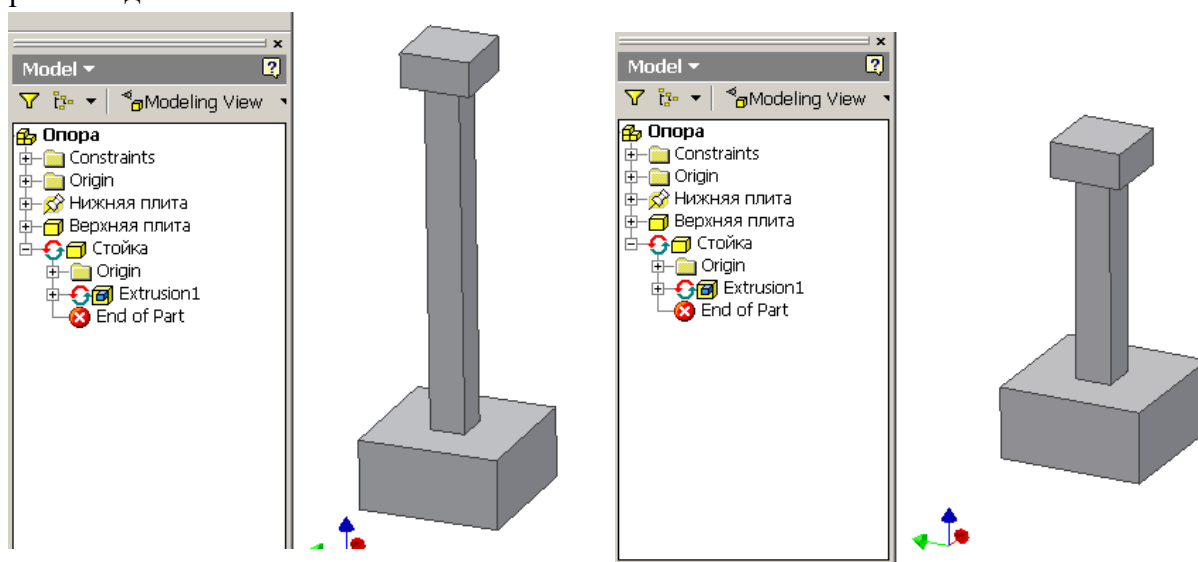 Model
Modeling View
Опора
Constraints
Origin
Нижняя плита
Верхняя плита
Стойка
Origin
Extrusion1
End of Part
Model
Modeling View
Опора
Constraints
Origin
Нижняя плита
Верхняя плита
Стойка
Origin
Extrusion1
End of Part